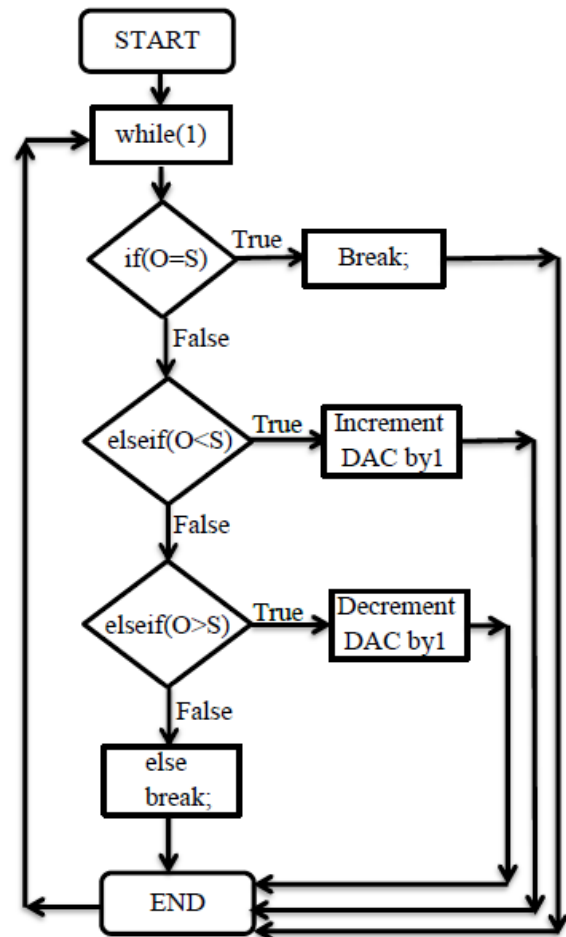 START
while(1)
if(O=S)
True
Break;
False
elseif(O<S)
True
Increment
DAC by1
False
elseif(O>S)
True
Decrement
DAC by1
False
else
break;
END